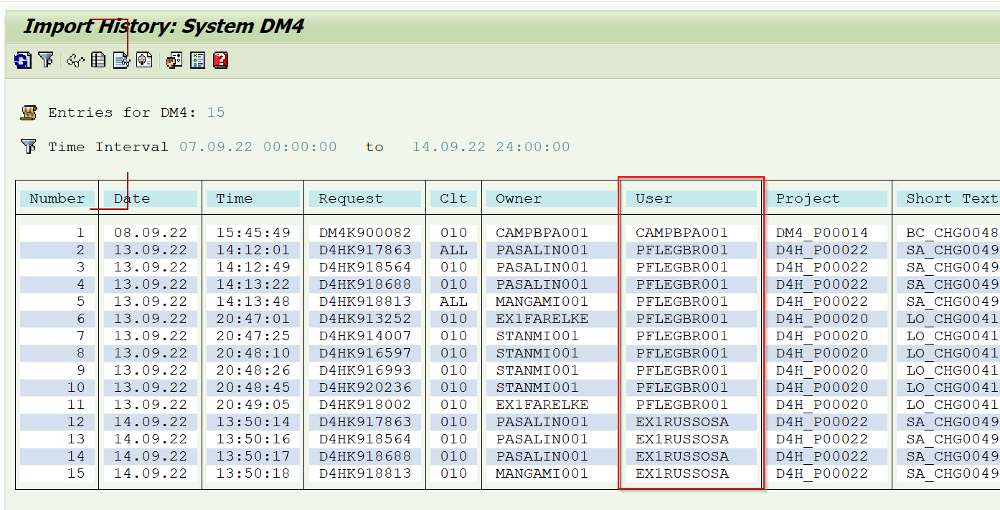 Import History: System DM4
Entries for DM4: 15
Time Interval 07.09.22 00:00:00 to 14.09.22 24:00:00
Number Date Time Request Clt Owner User Project Short Text
1 08.09.22 15:45:49 DM4K900082 010 CAMPBPA001 CAMPBPA001 DM4_P00014 BC_CHG0048
2 13.09.22 14:12:01 D4HK917863 ALL PASALIN001 PFLEGBR001 D4H_P00022 SA_CHG0049
3 13.09.22 14:12:49 D4HK918564 010 PASALIN001 PFLEGBR001 D4H_P00022 SA_CHG0049
4 13.09.22 14:13:22 D4HK918688 010 PASALIN001 PFLEGBR001 D4H_P00022 SA_CHG0049
5 13.09.22 14:13:48 D4HK918813 ALL MANGAMI001 PFLEGBR001 D4H_P00022 SA_CHG0049
6 13.09.22 20:47:01 D4HK913252 010 EX1FARELKE PFLEGBR001 D4H_P00020 LO_CHG0041
7 13.09.22 20:47:25 D4HK914007 010 STANMI001 PFLEGBR001 D4H_P00020 LO_CHG0041
8 13.09.22 20:48:10 D4HK916597 010 STANMI001 PFLEGBR001 D4H_P00020 LO_CHG0041
9 13.09.22 20:48:26 D4HK916993 010 STANMI001 PFLEGBR001 D4H_P00020 LO_CHG0041
10 13.09.22 20:48:45 D4HK920236 010 STANMI001 PFLEGBR001 D4H_P00020 LO_CHG0041
11 13.09.22 20:49:05 D4HK918002 010 EX1FARELKE PFLEGBR001 D4H_P00020 LO_CHG0041
12 14.09.22 13:50:14 D4HK917863 010 PASALIN001 EX1RUSSOSA D4H_P00022 SA_CHG0049
13 14.09.22 13:50:16 D4HK918564 010 PASALIN001 EX1RUSSOSA D4H_P00022 SA_CHG0049
14 14.09.22 13:50:17 D4HK918688 010 PASALIN001 EX1RUSSOSA D4H_P00022 SA_CHG0049
15 14.09.22 13:50:18 D4HK918813 010 MANGAMI001 EX1RUSSOSA D4H_P00022 SA_CHG0049